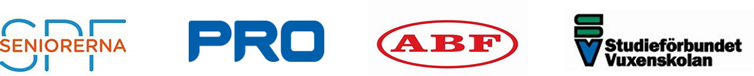 SPF
SENIORERNA
PRO
ABF
SV
Studieförbundet
Vuxenskolan